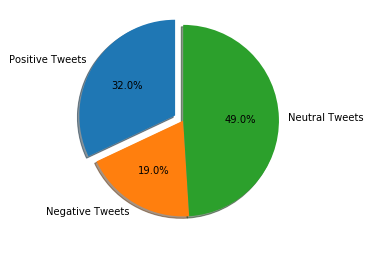 Positive Tweets
32.0%
49.0%
Neutral Tweets
19.0%
Negative Tweets